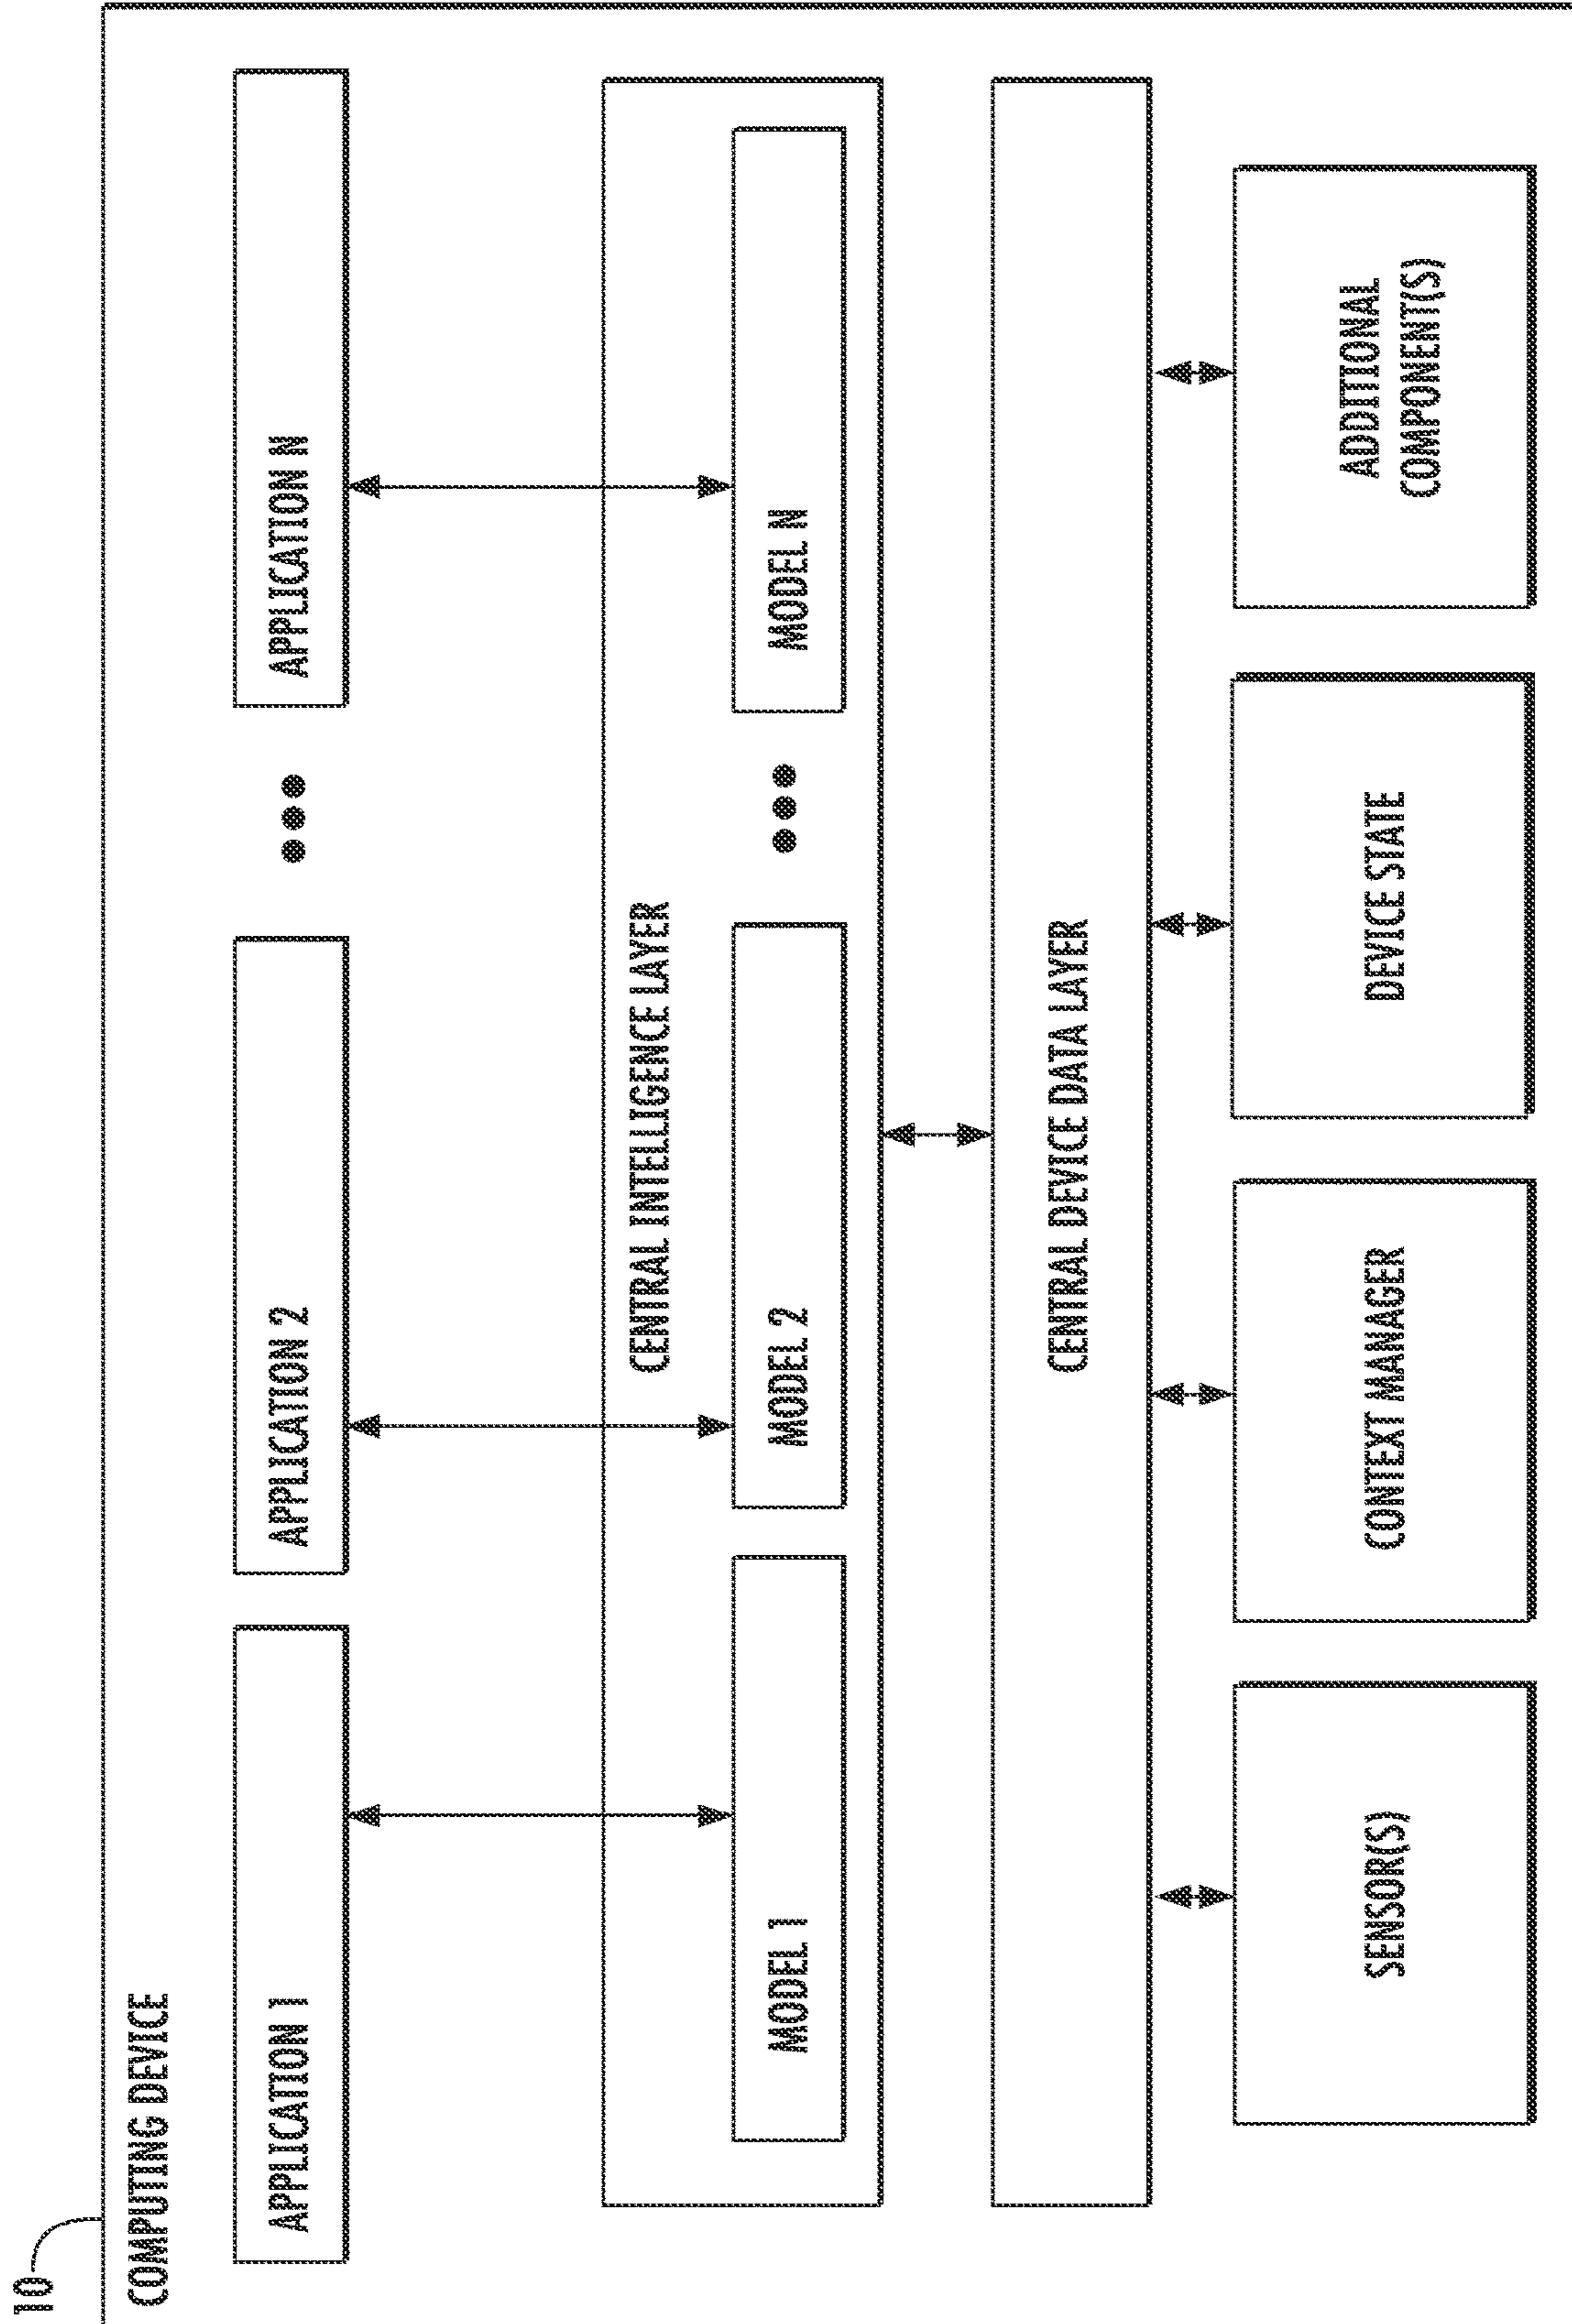 10
COMPUTING DEVICE
APPLICATION 1
APPLICATION 2
APPLICATION N
CENTRAL INTELLIGENCE LAYER
MODEL 1
MODEL 2
MODEL N
CENTRAL DEVICE DATA LAYER
SENSOR(S)
CONTEXT MANAGER
DEVICE STATE
ADDITIONAL
COMPONENT(S)